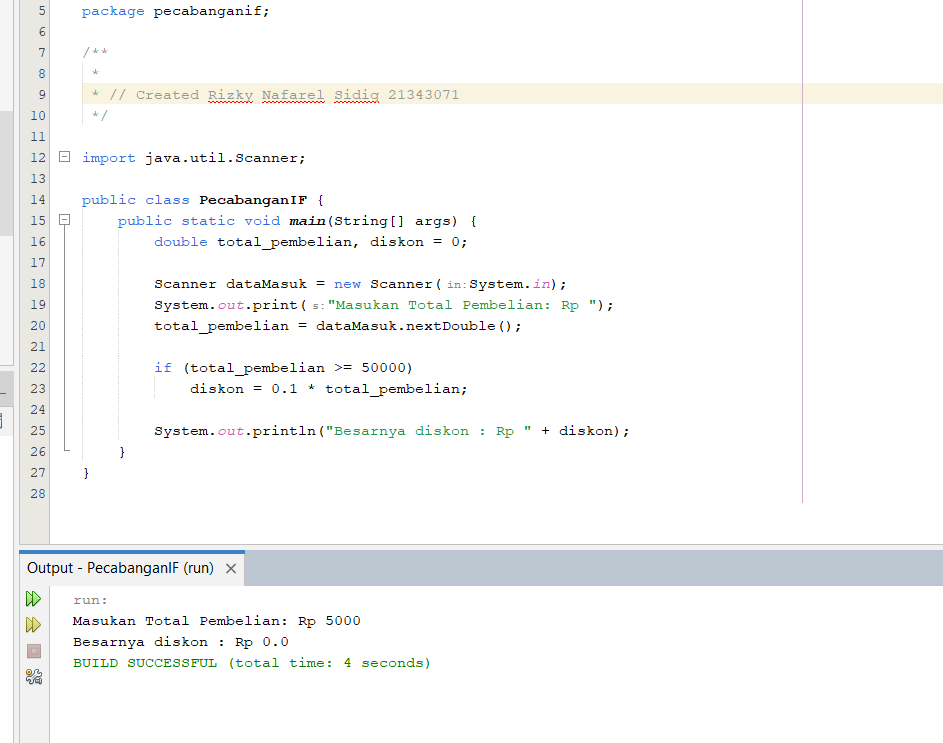 5 package pecabanganif;
6
7 /**
8 *
9 * // Created Rizky Nafarel Sidiq 21343071
10 */
11
12 import java.util.Scanner;
13
14 public class PecabanganIF {
15 public static void main(String[] args) {
16 double total_pembelian, diskon = 0;
17
18 Scanner dataMasuk = new Scanner( in:System.in);
19 System.out.print( s:"Masukan Total Pembelian: Rp ");
20 total_pembelian = dataMasuk.nextDouble();
21
22 if (total_pembelian >= 50000)
23 diskon = 0.1 * total_pembelian;
24
25 System.out.println("Besarnya diskon : Rp " + diskon);
26 }
27 }
28
Output - PecabanganIF (run)
run:
Masukan Total Pembelian: Rp 5000
Besarnya diskon : Rp 0.0
BUILD SUCCESSFUL (total time: 4 seconds)